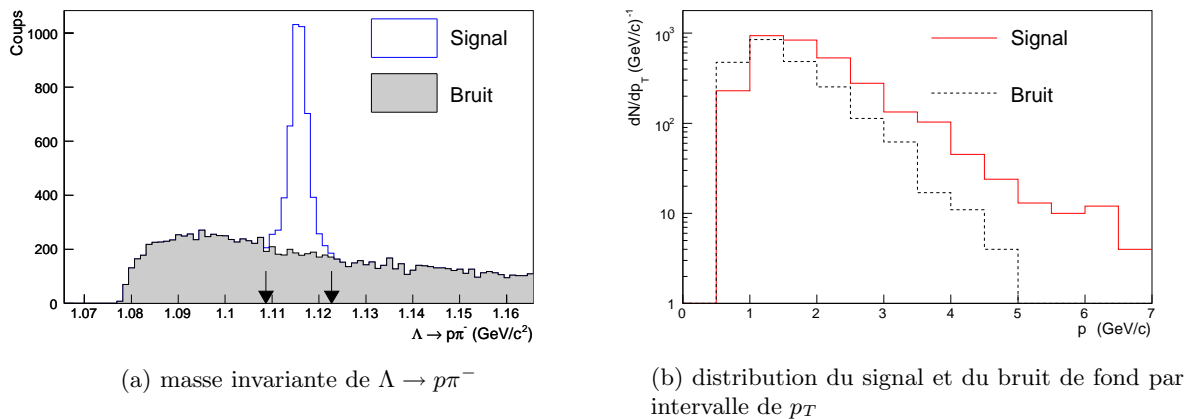 Coups
1000
800
600
400
200
0
Signal
Bruit
1.07 1.08 1.09 1.1 1.11 1.12 1.13 1.14 1.15 1.16
Λ → pπ⁻ (GeV/c²)
(a) masse invariante de Λ → pπ⁻
dN/dp_T (GeV/c)⁻¹
10³
10²
10
1
Signal
Bruit
0 1 2 3 4 5 6 7
p (GeV/c)
(b) distribution du signal et du bruit de fond par
intervalle de p_T